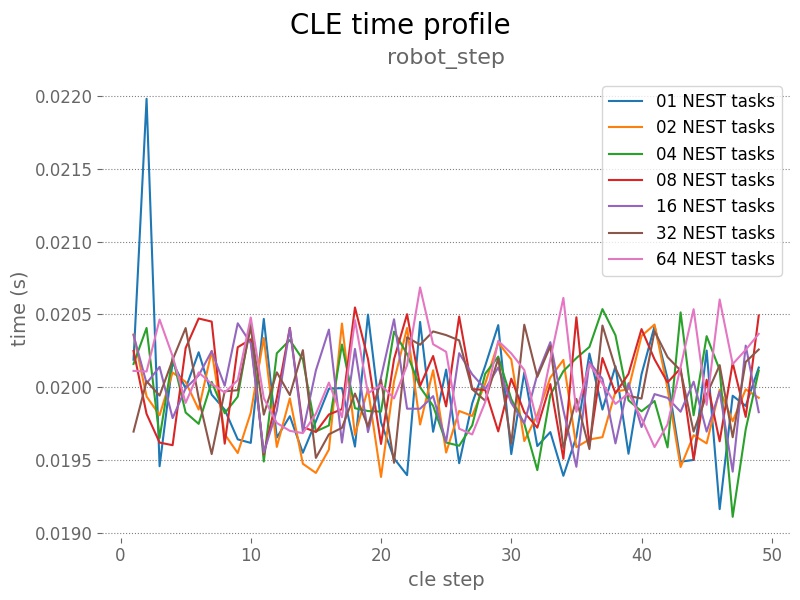 CLE time profile
robot_step
time (s)
0.0220
0.0215
0.0210
0.0205
0.0200
0.0195
0.0190
01 NEST tasks
02 NEST tasks
04 NEST tasks
08 NEST tasks
16 NEST tasks
32 NEST tasks
64 NEST tasks
0 10 20 30 40 50
cle step